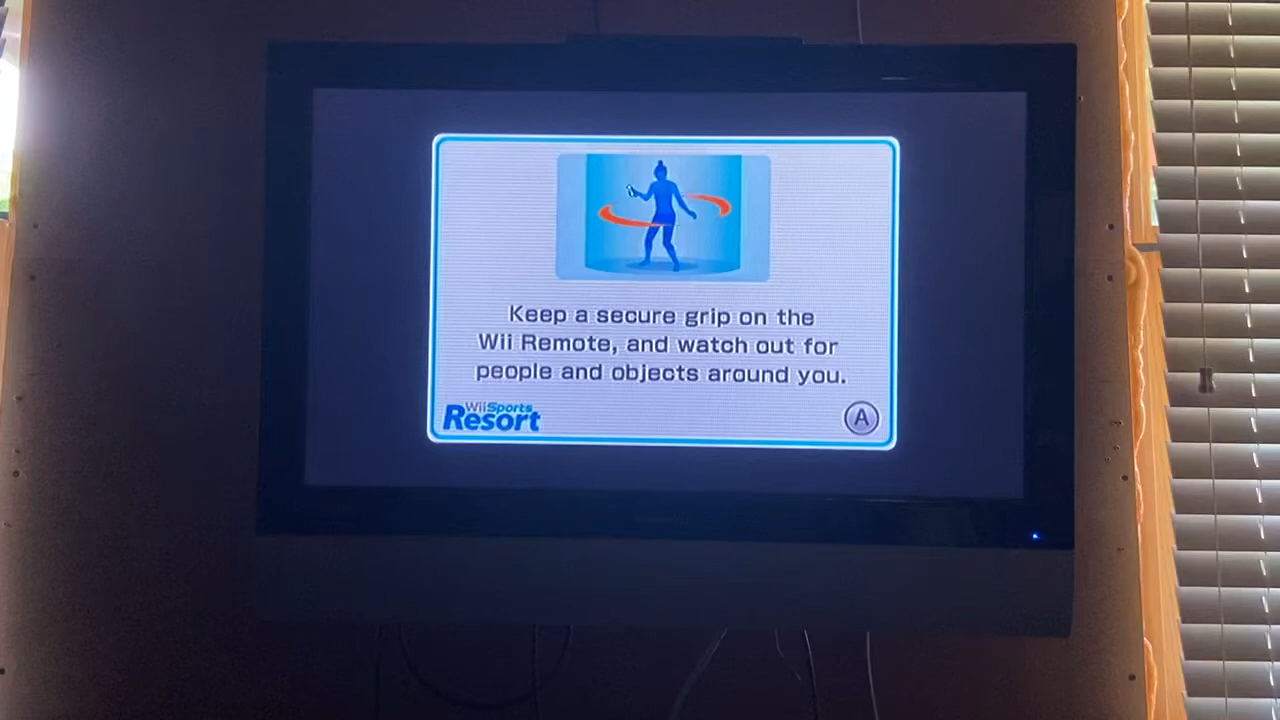 Keep a secure grip on the
Wii Remote, and watch out for
people and objects around you.
Wii Sports
Resort
A